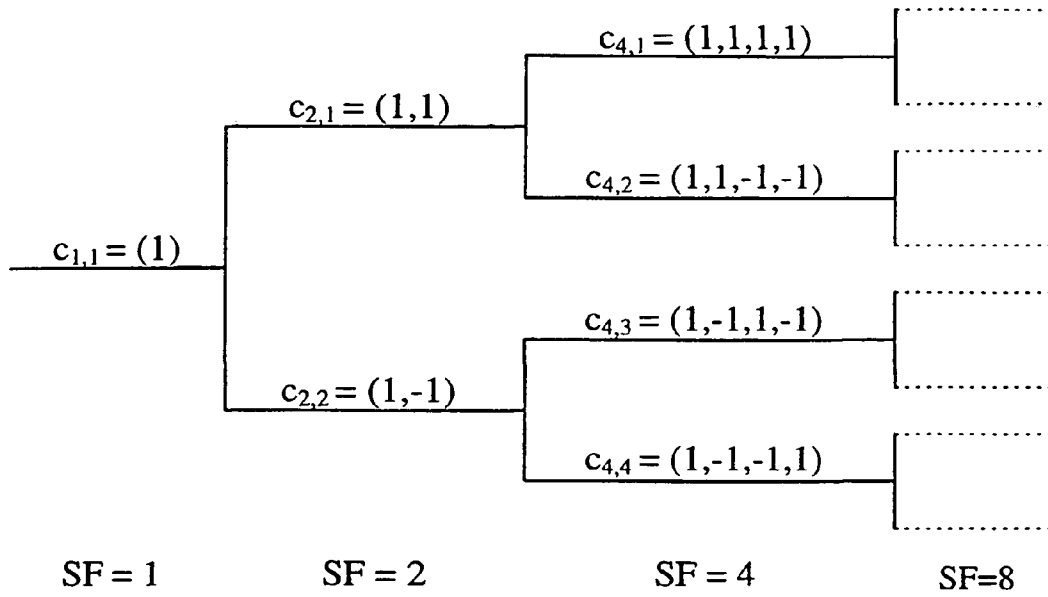 c4,1 = (1,1,1,1)
c2,1 = (1,1)
c4,2 = (1,1,-1,-1)
c1,1 = (1)
c4,3 = (1,-1,1,-1)
c2,2 = (1,-1)
c4,4 = (1,-1,-1,1)
SF = 1 SF = 2 SF = 4 SF=8